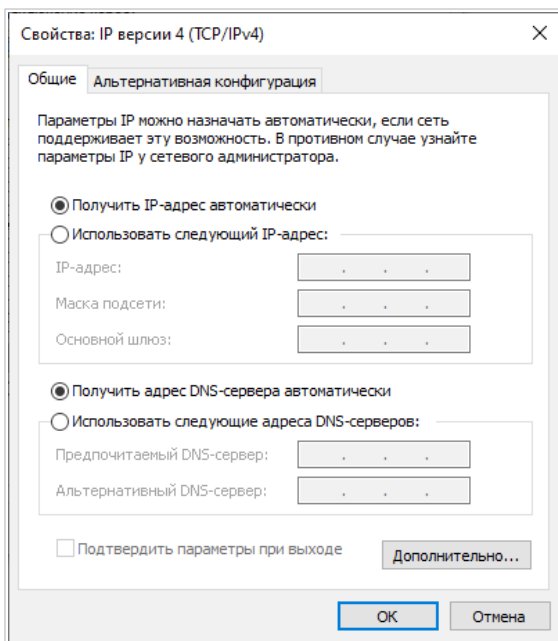 Свойства: IP версии 4 (TCP/IPv4)
Общие
Альтернативная конфигурация
Параметры IP можно назначать автоматически, если сеть
поддерживает эту возможность. В противном случае узнайте
параметры IP у сетевого администратора.
Получить IP-адрес автоматически
Использовать следующий IP-адрес:
IP-адрес:
Маска подсети:
Основной шлюз:
Получить адрес DNS-сервера автоматически
Использовать следующие адреса DNS-серверов:
Предпочитаемый DNS-сервер:
Альтернативный DNS-сервер:
Подтвердить параметры при выходе
Дополнительно...
ОК
Отмена